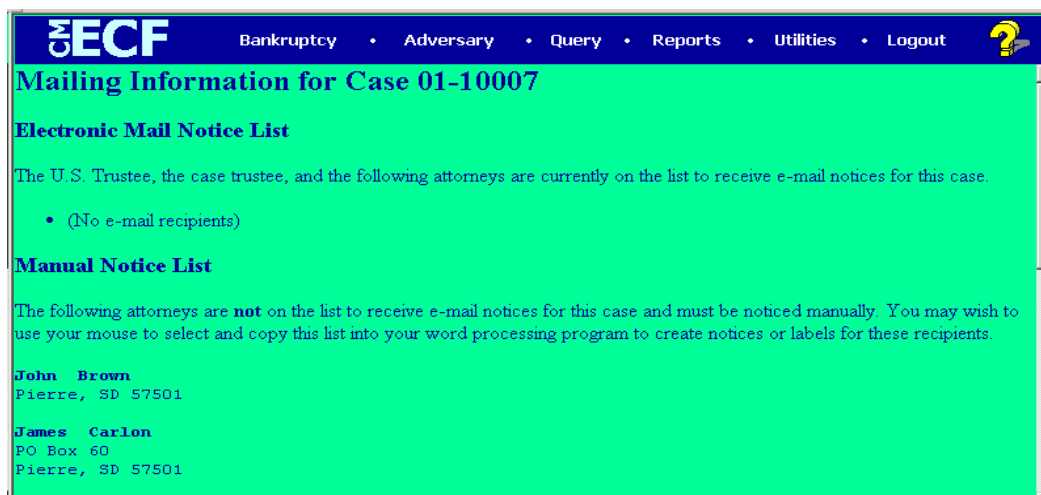 CM ECF Bankruptcy • Adversary • Query • Reports • Utilities • Logout ?
Mailing Information for Case 01-10007
Electronic Mail Notice List
The U.S. Trustee, the case trustee, and the following attorneys are currently on the list to receive e-mail notices for this case.
• (No e-mail recipients)
Manual Notice List
The following attorneys are not on the list to receive e-mail notices for this case and must be noticed manually. You may wish to
use your mouse to select and copy this list into your word processing program to create notices or labels for these recipients.
John Brown
Pierre, SD 57501
James Carlon
PO Box 60
Pierre, SD 57501